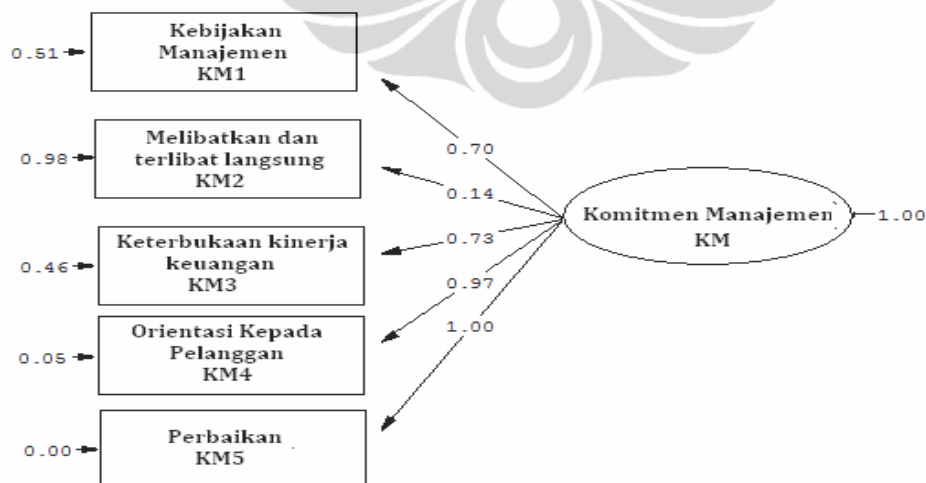 Kebijakan
Manajemen
KM1
0.51
Melibatkan dan
terlibat langsung
KM2
0.98
Keterbukaan kinerja
keuangan
KM3
0.46
Orientasi Kepada
Pelanggan
KM4
0.05
Perbaikan
KM5
0.00
0.70
0.14
0.73
0.97
1.00
Komitmen Manajemen
KM
1.00